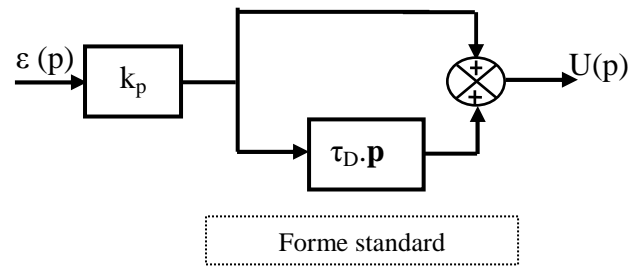 ε (p)
k_p
+
+
U(p)
τ_D.p
Forme standard